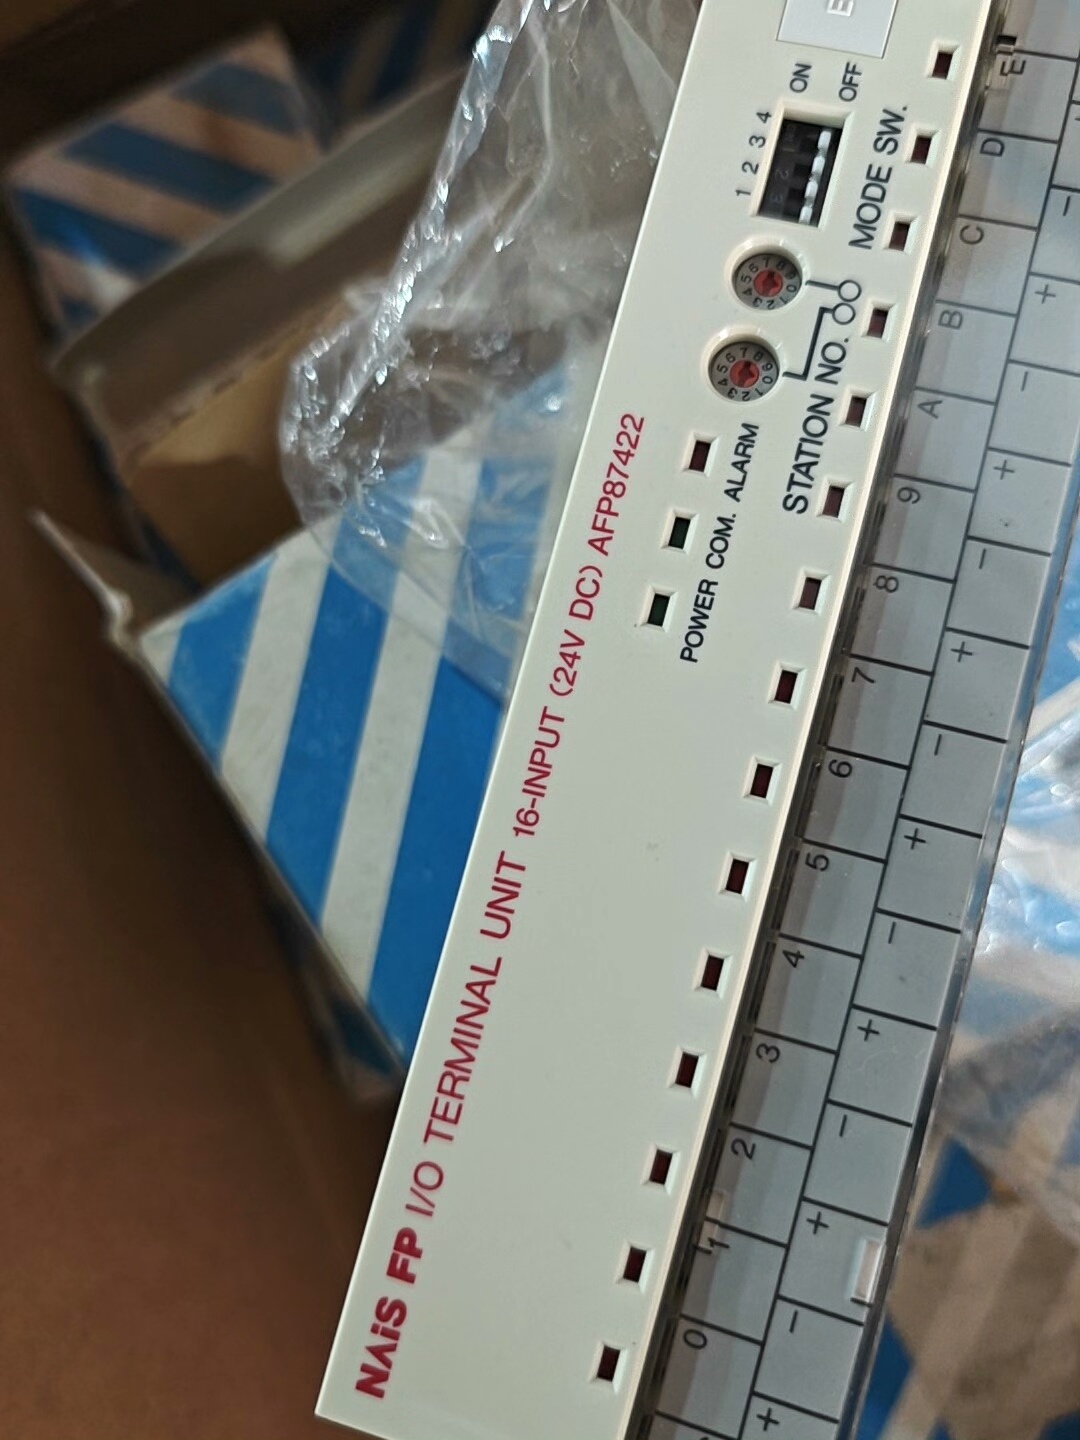 NAiS FP I/O TERMINAL UNIT 16-INPUT (24V DC) AFP87422
POWER COM. ALARM
STATION NO.
MODE SW.
1 2 3 4
ON
OFF
0 1 2 3 4 5 6 7 8 9 A B C D E
+ - + - + - + - + - + - + - + -